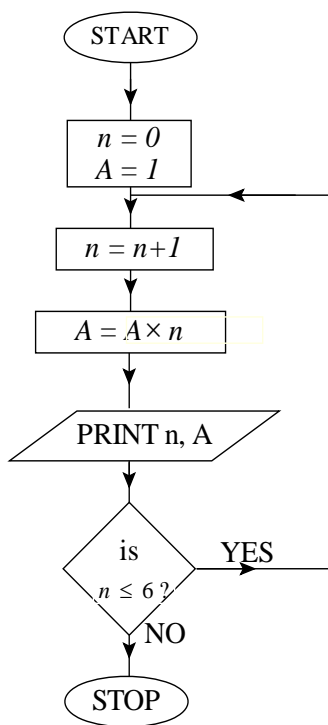 START
n = 0
A = 1
n = n+1
A = A × n
PRINT n, A
is
n ≤ 6 ?
YES
NO
STOP